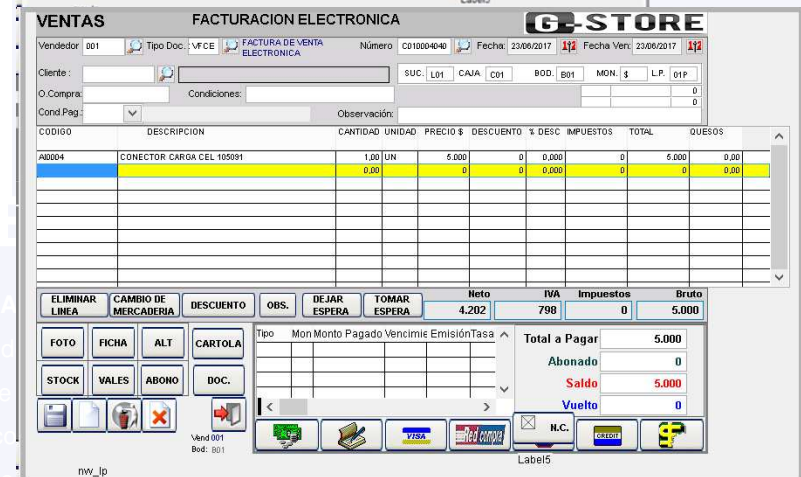 Label5
VENTAS FACTURACION ELECTRONICA G-STORE
Vendedor 001 Tipo Doc.: VFCE FACTURA DE VENTA ELECTRONICA Número C010004040 Fecha: 23/06/2017 Fecha Ven: 23/06/2017
Cliente : SUC. L01 CAJA C01 BOD. B01 MON. $ L.P. 01P
O.Compra: Condiciones: 0
0
Cond.Pag.: Observación:
CODIGO DESCRIPCION CANTIDAD UNIDAD PRECIO $ DESCUENTO % DESC IMPUESTOS TOTAL QUESOS
AI0004 CONECTOR CARGA CEL 105091 1,00 UN 5.000 0 0,000 0 5.000 0,00
0,00 0 0 0,000 0 0 0,00
ELIMINAR LINEA CAMBIO DE MERCADERIA DESCUENTO OBS. DEJAR ESPERA TOMAR ESPERA
Neto IVA Impuestos Bruto
4.202 798 0 5.000
FOTO FICHA ALT CARTOLA
STOCK VALES ABONO DOC.
Tipo Mon Monto Pagado Vencimie Emisión Tasa
Total a Pagar 5.000
Abonado 0
Saldo 5.000
Vuelto 0
Vend 001
Bod: B01
VISA Red compra N.C. CREDIT
Label5
nw_lp